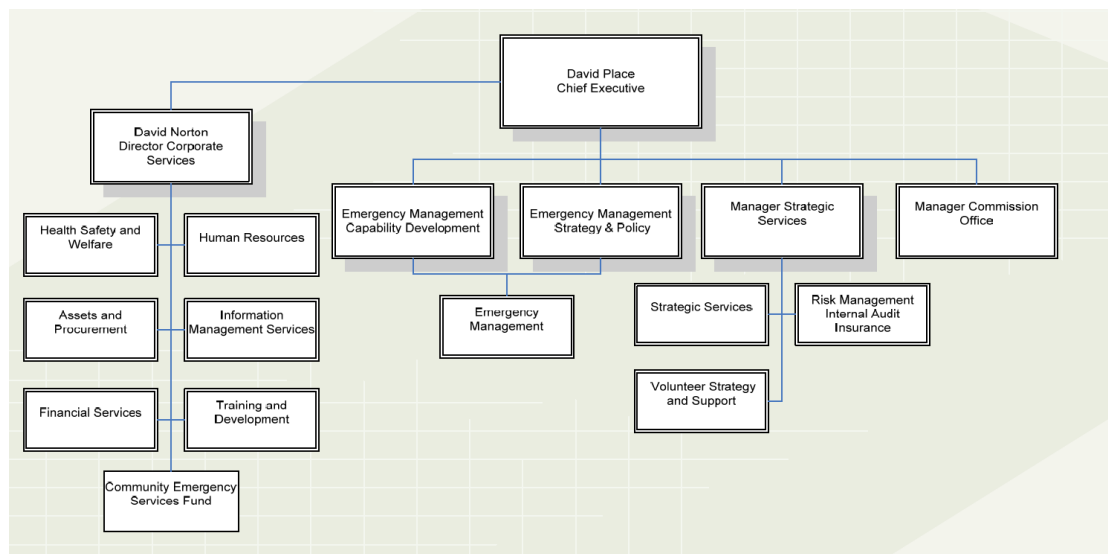 David Place
Chief Executive
David Norton
Director Corporate
Services
Emergency Management
Capability Development
Emergency Management
Strategy & Policy
Manager Strategic
Services
Manager Commission
Office
Health Safety and
Welfare
Human Resources
Assets and
Procurement
Information
Management Services
Financial Services
Training and
Development
Community Emergency
Services Fund
Emergency
Management
Strategic Services
Risk Management
Internal Audit
Insurance
Volunteer Strategy
and Support